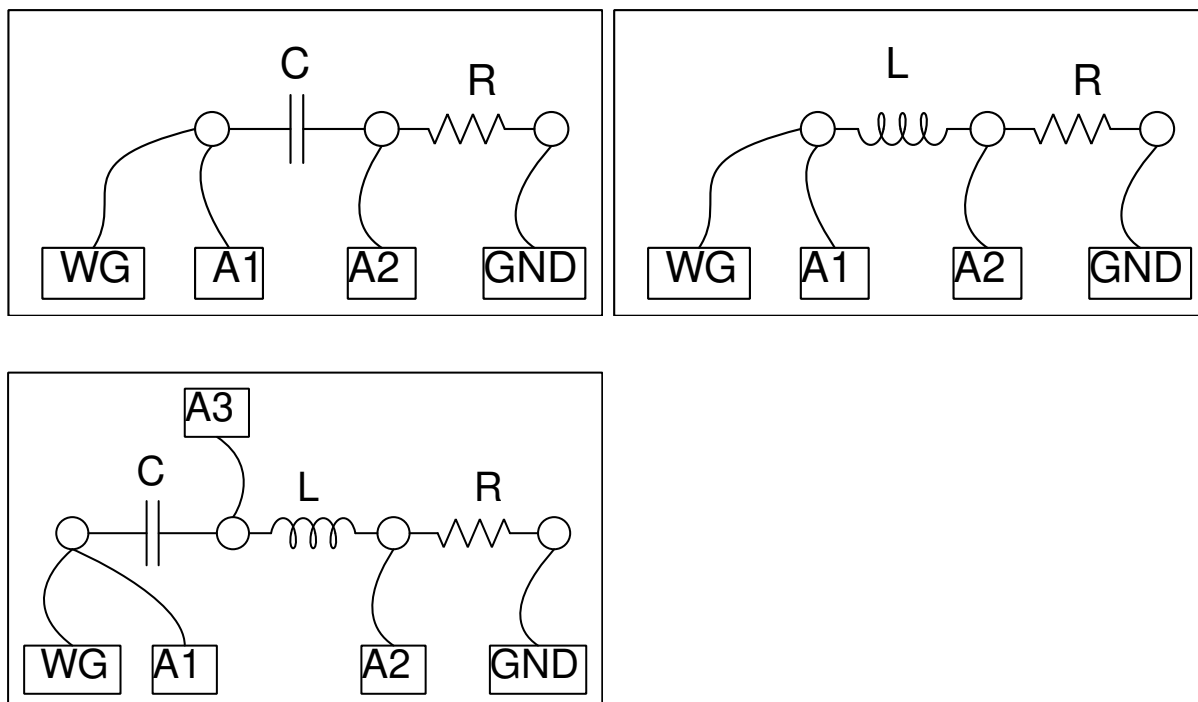 C R
WG A1 A2 GND
L R
WG A1 A2 GND
A3
C L R
WG A1 A2 GND